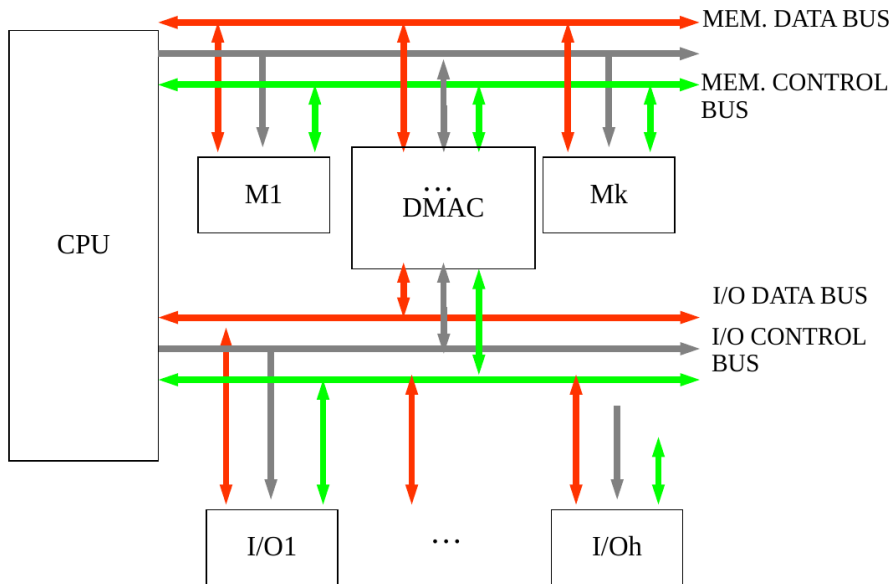 MEM. DATA BUS
MEM. CONTROL
BUS
M1
…
DMAC
Mk
CPU
I/O DATA BUS
I/O CONTROL
BUS
I/O1
…
I/Oh